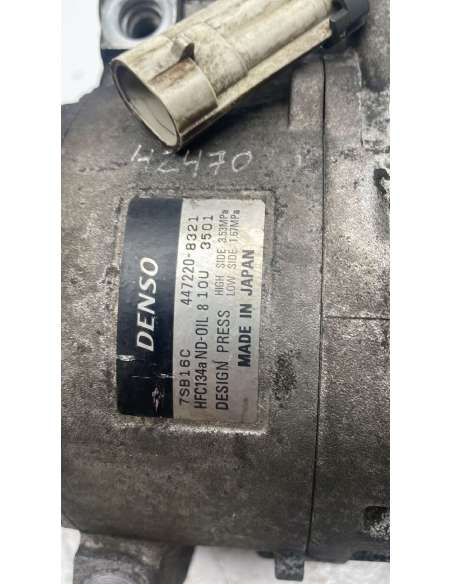 HZ470
DENSO
7SB16C 447220-8321
HFC134a ND-OIL 8 10U 3501
DESIGN PRESS HIGH SIDE 3.53MPa
LOW SIDE 1.67MPa
MADE IN JAPAN